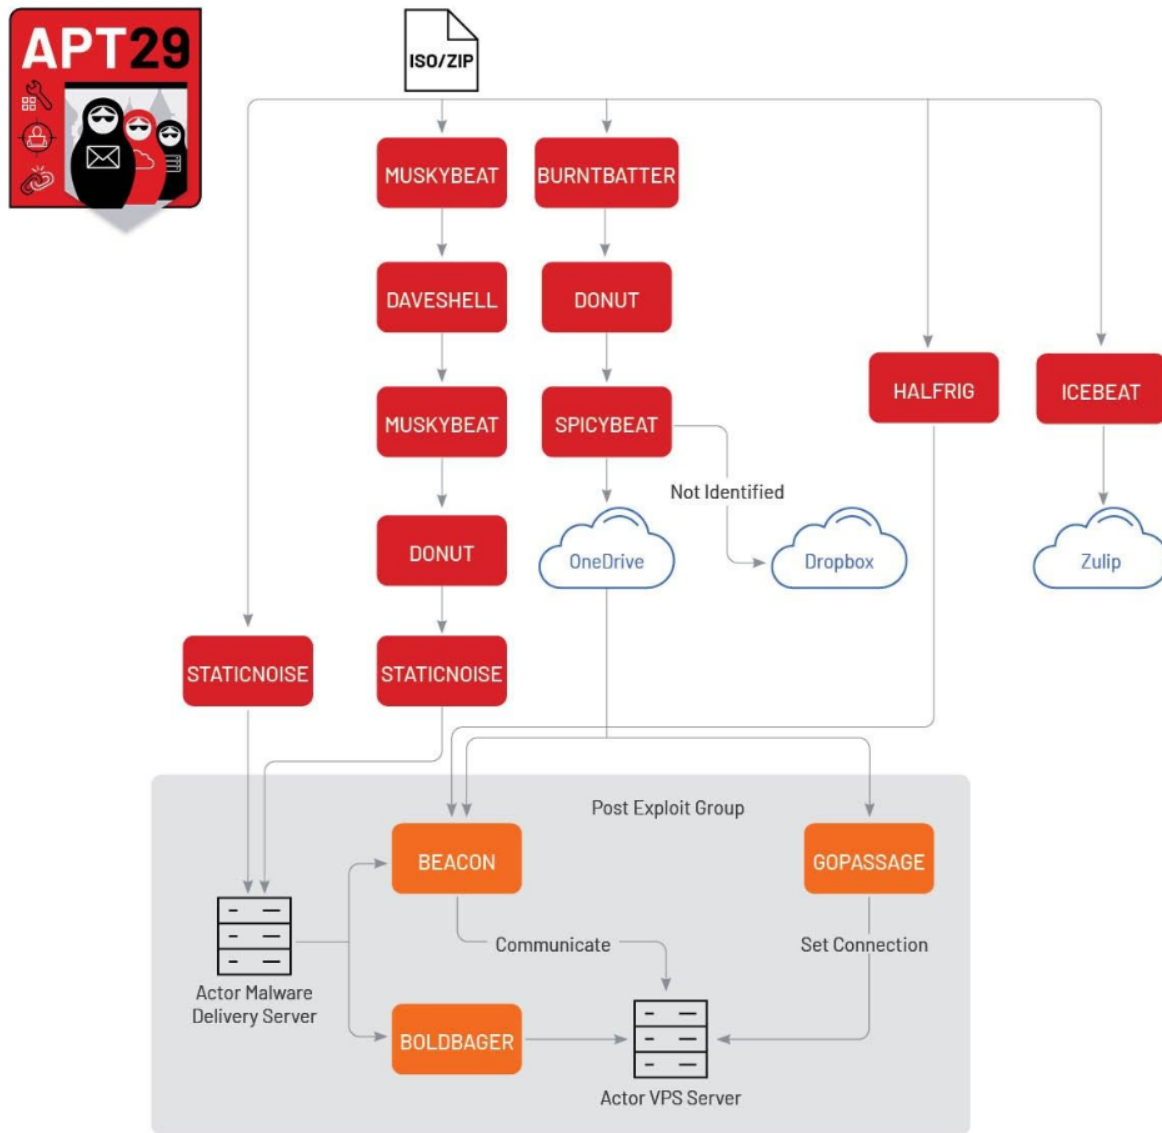 APT29
ISO/ZIP
MUSKYBEAT
BURNTBATTER
DAVESHELL
DONUT
HALFRIG
ICEBEAT
MUSKYBEAT
SPICYBEAT
Not Identified
DONUT
OneDrive
Dropbox
Zulip
STATICNOISE
STATICNOISE
Post Exploit Group
BEACON
GOPASSAGE
Communicate
Set Connection
Actor Malware
Delivery Server
BOLDBAGER
Actor VPS Server